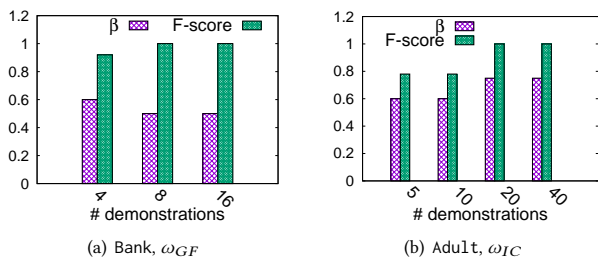 β F-score
1.2
1
0.8
0.6
0.4
0.2
0
4 8 16
# demonstrations
(a) Bank, ωGF
β
F-score
1.2
1
0.8
0.6
0.4
0.2
0
5 10 20 40
# demonstrations
(b) Adult, ωIC